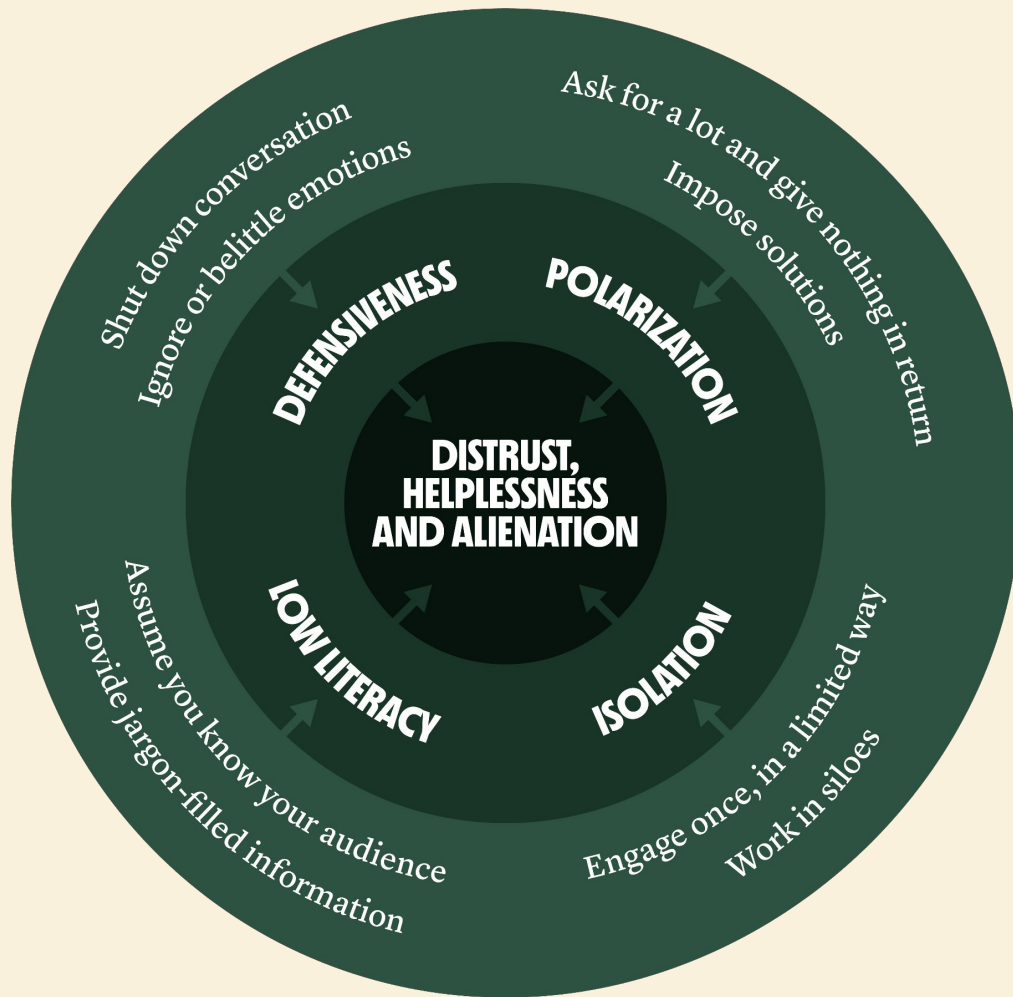 Shut down conversation
Ignore or belittle emotions
Ask for a lot and give nothing in return
Impose solutions
DEFENSIVENESS
POLARIZATION
DISTRUST,
HELPLESSNESS
AND ALIENATION
LOW LITERACY
ISOLATION
Assume you know your audience
Provide jargon-filled information
Engage once, in a limited way
Work in siloes